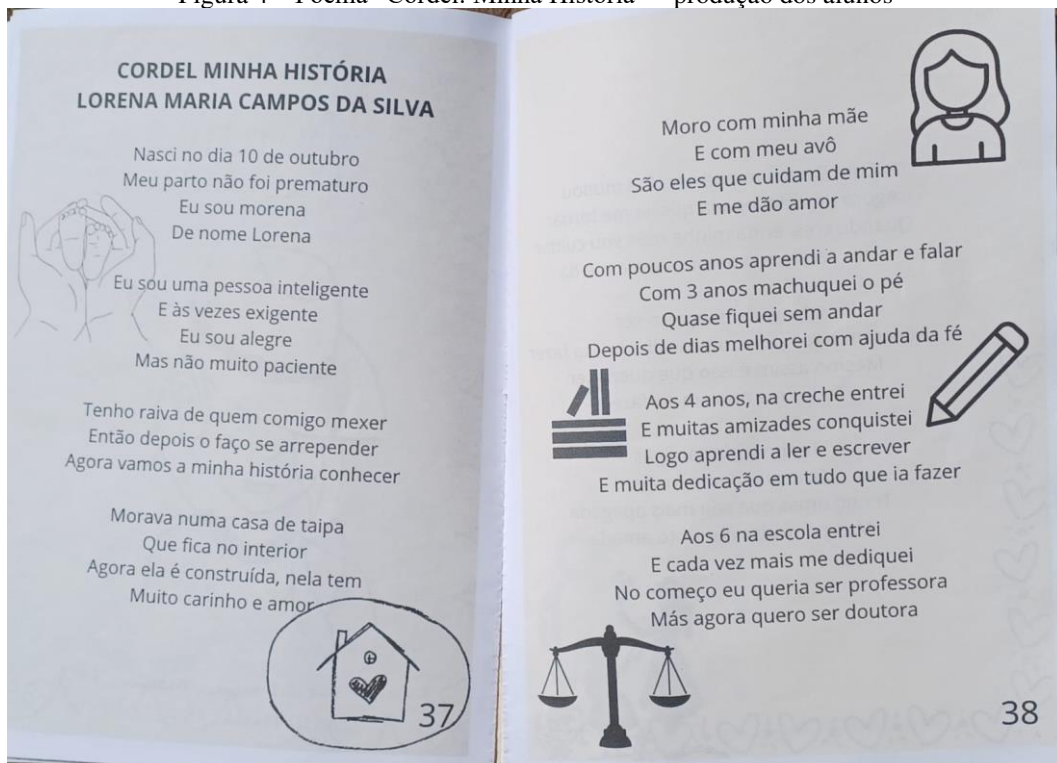 CORDEL MINHA HISTÓRIA
LORENA MARIA CAMPOS DA SILVA
Nasci no dia 10 de outubro
Meu parto não foi prematuro
Eu sou morena
De nome Lorena
Eu sou uma pessoa inteligente
E às vezes exigente
Eu sou alegre
Mas não muito paciente
Tenho raiva de quem comigo mexer
Então depois o faço se arrepender
Agora vamos a minha história conhecer
Morava numa casa de taipa
Que fica no interior
Agora ela é construída, nela tem
Muito carinho e amor
37
Moro com minha mãe
E com meu avô
São eles que cuidam de mim
E me dão amor
Com poucos anos aprendi a andar e falar
Com 3 anos machuquei o pé
Quase fiquei sem andar
Depois de dias melhorei com ajuda da fé
Aos 4 anos, na creche entrei
E muitas amizades conquistei
Logo aprendi a ler e escrever
E muita dedicação em tudo que ia fazer
Aos 6 na escola entrei
E cada vez mais me dediquei
No começo eu queria ser professora
Más agora quero ser doutora
38